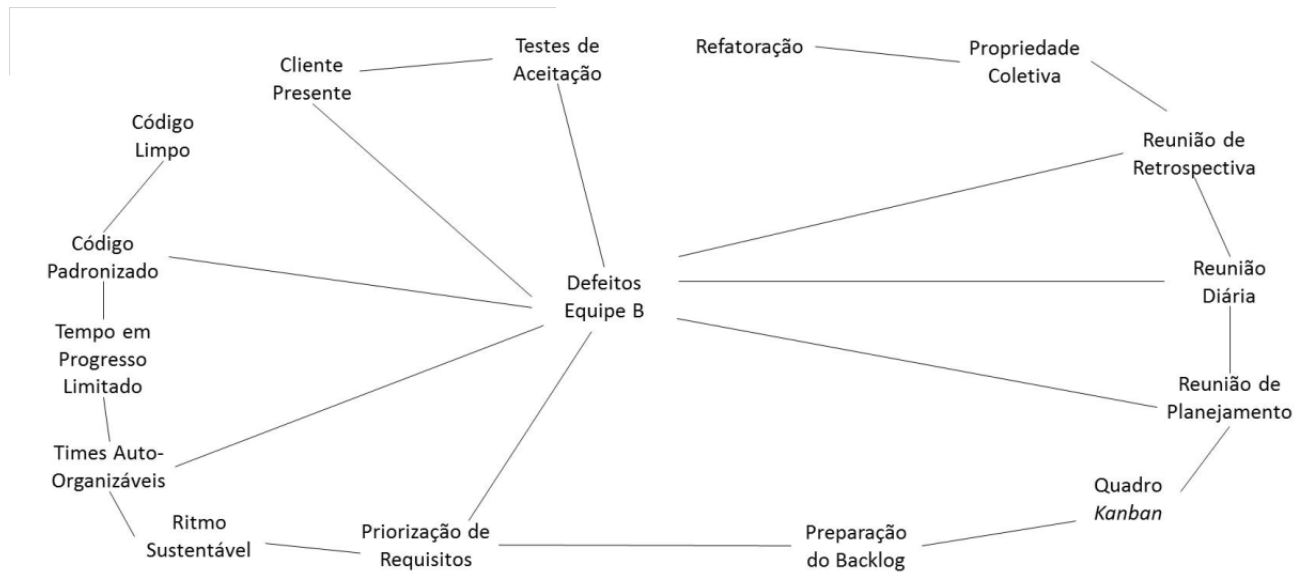 Testes de
Aceitação
Refatoração
Propriedade
Coletiva
Cliente
Presente
Código
Limpo
Reunião de
Retrospectiva
Código
Padronizado
Defeitos
Equipe B
Reunião
Diária
Tempo em
Progresso
Limitado
Reunião de
Planejamento
Times Auto-
Organizáveis
Quadro
Kanban
Ritmo
Sustentável
Priorização de
Requisitos
Preparação
do Backlog